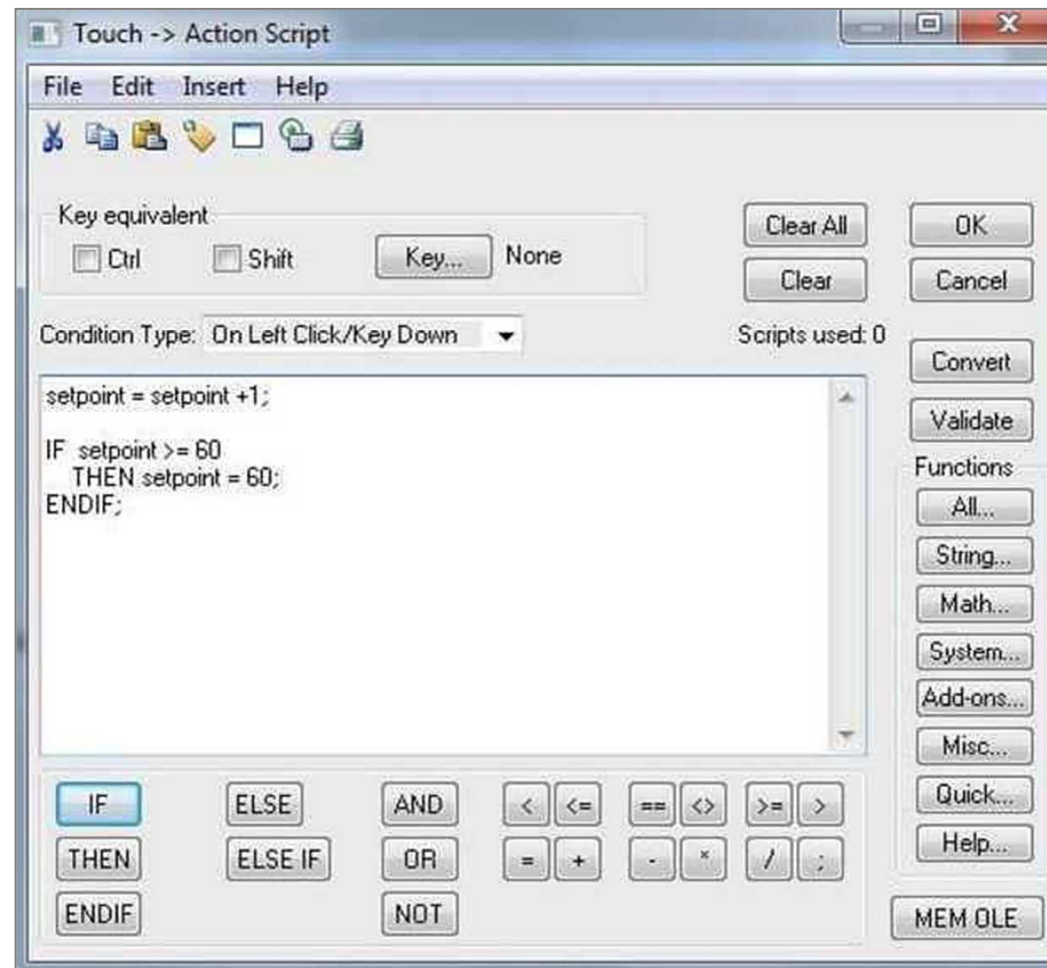 Touch -> Action Script
File Edit Insert Help
Key equivalent
Ctrl Shift Key... None
Clear All OK
Clear Cancel
Condition Type: On Left Click/Key Down Scripts used: 0
Convert
Validate
setpoint = setpoint +1;
IF setpoint >= 60
THEN setpoint = 60;
ENDIF;
Functions
All...
String...
Math...
System...
Add-ons...
Misc...
Quick...
Help...
IF ELSE AND < <= == <> >= >
THEN ELSE IF OR = + - * / ;
ENDIF NOT
MEM OLE